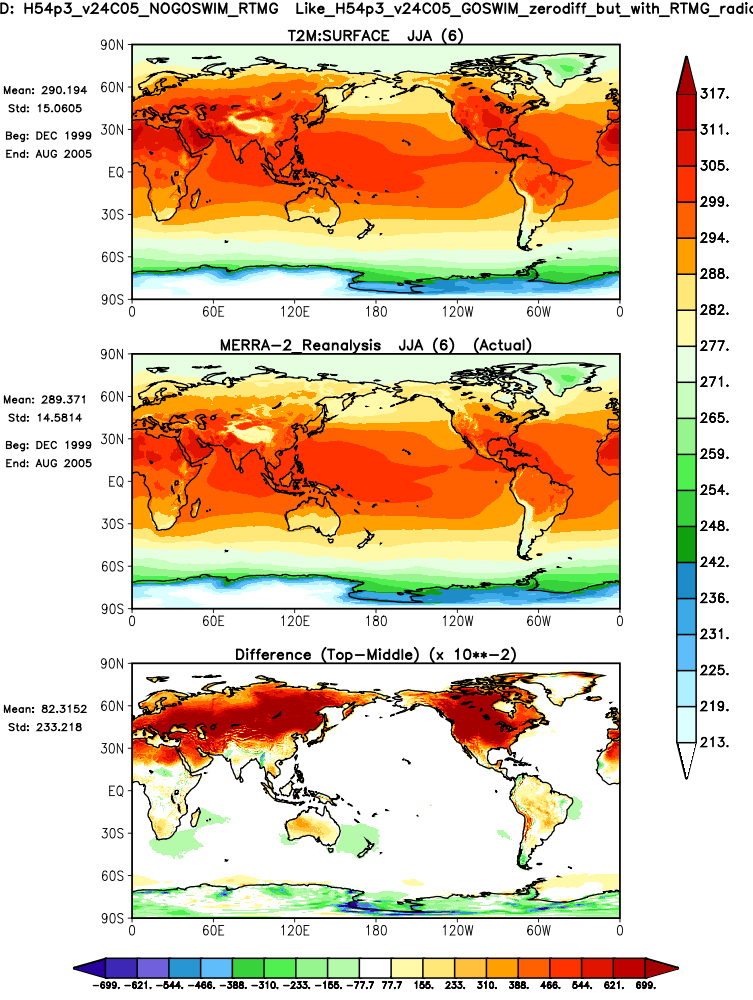 D: H54p3_v24C05_NOGOSWIM_RTMG Like_H54p3_v24C05_GOSWIM_zerodiff_but_with_RTMG_radic
T2M:SURFACE JJA (6)
Mean: 290.194
Std: 15.0605
Beg: DEC 1999
End: AUG 2005
90N
60N
30N
EQ
30S
60S
90S
0 60E 120E 180 120W 60W 0
MERRA-2_Reanalysis JJA (6) (Actual)
Mean: 289.371
Std: 14.5814
Beg: DEC 1999
End: AUG 2005
90N
60N
30N
EQ
30S
60S
90S
0 60E 120E 180 120W 60W 0
Difference (Top-Middle) (x 10**-2)
Mean: 82.3152
Std: 233.218
90N
60N
30N
EQ
30S
60S
90S
0 60E 120E 180 120W 60W 0
317.
311.
305.
299.
294.
288.
282.
277.
271.
265.
259.
254.
248.
242.
236.
231.
225.
219.
213.
-699. -621. -544. -466. -388. -310. -233. -155. -77.7 77.7 155. 233. 310. 388. 466. 544. 621. 699.